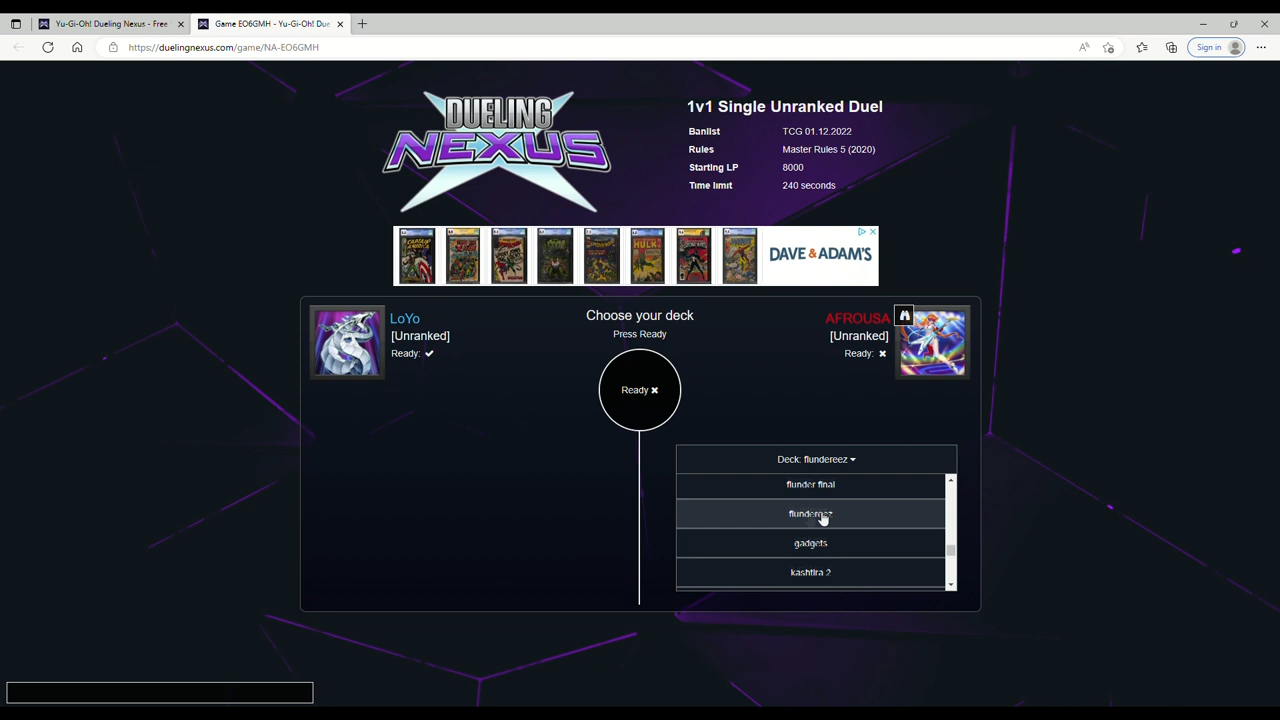 Yu-Gi-Oh! Dueling Nexus - Free
Game EO6GMH - Yu-Gi-Oh! Due
https://duelingnexus.com/game/NA-EO6GMH
Sign in
DUELING
NEXUS
1v1 Single Unranked Duel
Banlist TCG 01.12.2022
Rules Master Rules 5 (2020)
Starting LP 8000
Time limit 240 seconds
HULK
DAVE & ADAM'S
LoYo
[Unranked]
Ready: ✔
Choose your deck
Press Ready
Ready ✖
AFROUSA
[Unranked]
Ready: ✖
Deck: flundereez
flunder final
flundereez
gadgets
kashtira 2